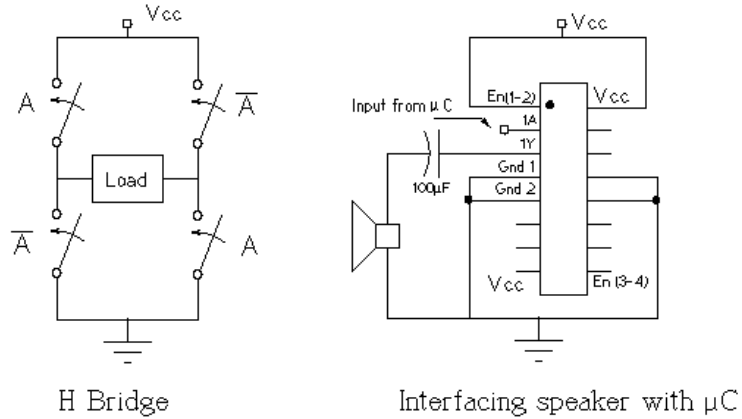 Vcc
A
A̅
Load
A̅
A
H Bridge
Vcc
En(1-2)
Vcc
Input from μC
1A
1Y
Gnd 1
100μF
Gnd 2
Vcc
En (3-4)
Interfacing speaker with μC